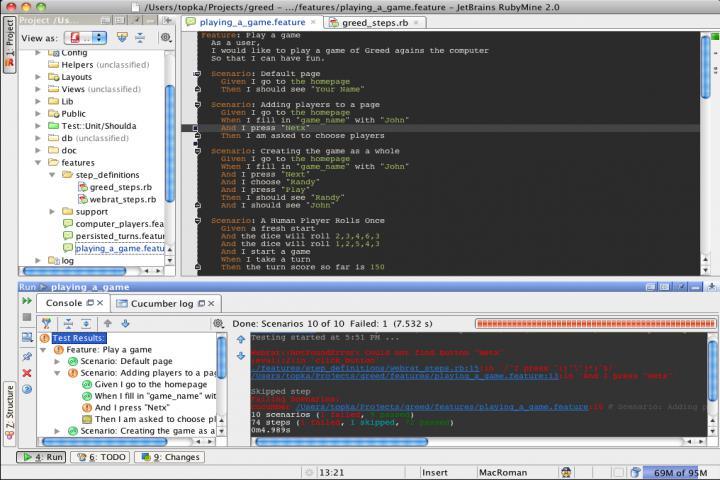 /Users/topka/Projects/greed - .../features/playing_a_game.feature - JetBrains RubyMine 2.0
1: Project
Project
View as:
Config
Helpers (unclassified)
Layouts
Views (unclassified)
Lib
Public
Test::Unit/Shoulda
db (unclassified)
doc
features
step_definitions
greed_steps.rb
webrat_steps.rb
support
computer_players.fea
persisted_turns.featu
playing_a_game.featu
log
playing_a_game.feature
greed_steps.rb
Feature: Play a game
As a user,
I would like to play a game of Greed agains the computer
So that I can have fun.
Scenario: Default page
Given I go to the homepage
Then I should see "Your Name"
Scenario: Adding players to a page
Given I go to the homepage
When I fill in "game_name" with "John"
And I press "Netx"
Then I am asked to choose players
Scenario: Creating the game as a whole
Given I go to the homepage
When I fill in "game_name" with "John"
And I press "Next"
And I choose "Randy"
And I press "Play"
Then I should see "Randy"
And I should see "John"
Scenario: A Human Player Rolls Once
Given a fresh start
And the dice will roll 2,3,4,6,3
And the dice will roll 1,2,5,4,3
And I start a game
When I take a turn
Then the turn score so far is 150
Run playing_a_game
Console
Cucumber log
Done: Scenarios 10 of 10 Failed: 1 (7.532 s)
Test Results:
Feature: Play a game
Scenario: Default page
Scenario: Adding players to a pag
Given I go to the homepage
When I fill in "game_name" wit
And I press "Netx"
Then I am asked to choose pl
Scenario: Creating the game as a
Testing started at 5:51 PM ...
Webrat::NotFoundError: Could not find button "Netx"
(eval):2:in `click_button'
./features/step_definitions/webrat_steps.rb:15:in
/Users/topka/Projects/greed/features/playing_a_game.feature:13:in `And I press "Netx"'
Skipped step
Failing Scenarios:
cucumber /Users/topka/Projects/greed/features/playing_a_game.feature:10 # Scenario: Adding p
10 scenarios (1 failed, 9 passed)
74 steps (1 failed, 1 skipped, 72 passed)
0m4.989s
Z: Structure
4: Run
6: TODO
9: Changes
13:21
Insert
MacRoman
69M of 95M